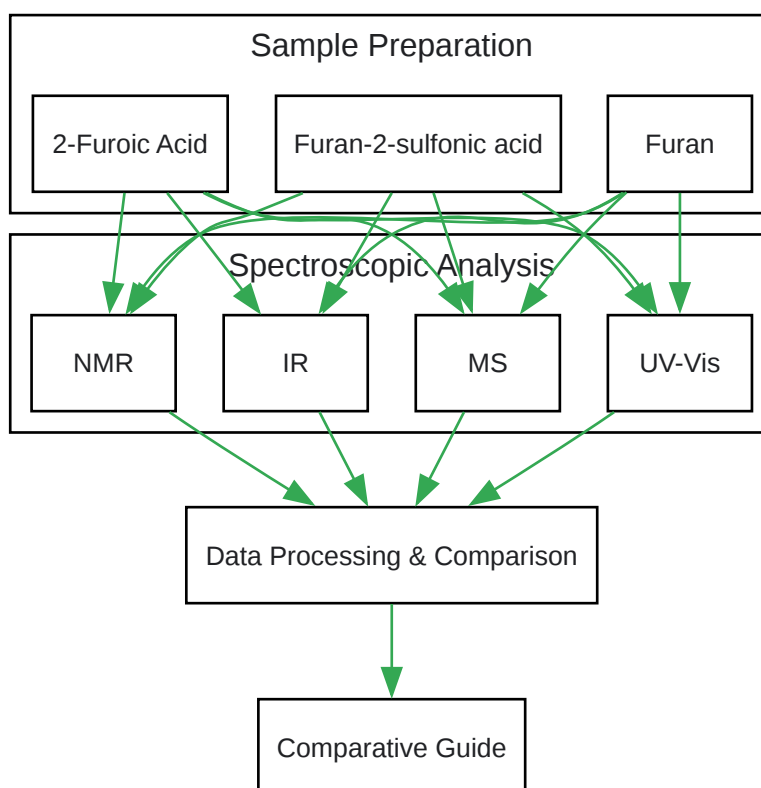 Sample Preparation
2-Furoic Acid
Furan-2-sulfonic acid
Furan
Spectroscopic Analysis
NMR
IR
MS
UV-Vis
Data Processing & Comparison
Comparative Guide